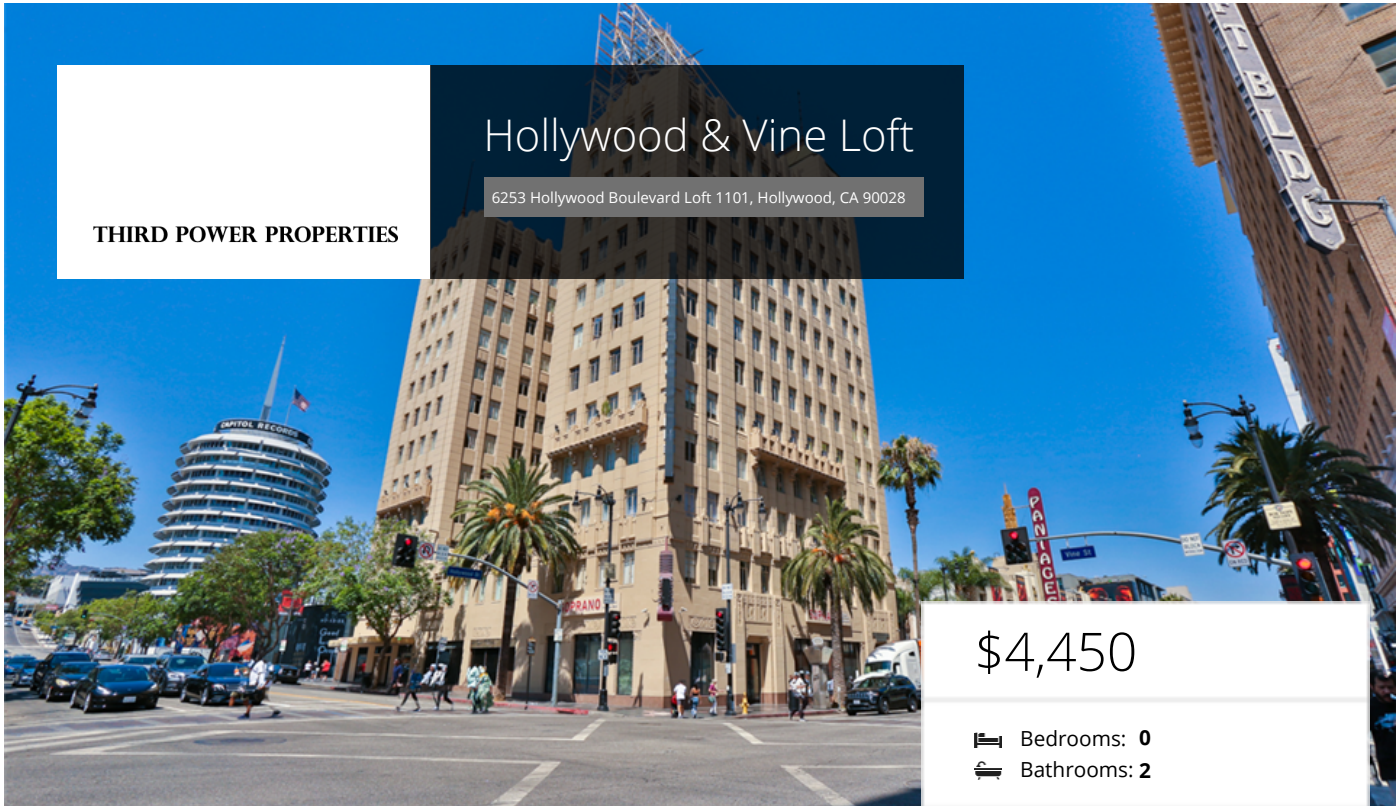 Hollywood & Vine Loft
6253 Hollywood Boulevard Loft 1101, Hollywood, CA 90028
THIRD POWER PROPERTIES
T BLDG
CAPITOL RECORDS
PANTAGES
Vine St
$4,450
Bedrooms: 0
Bathrooms: 2